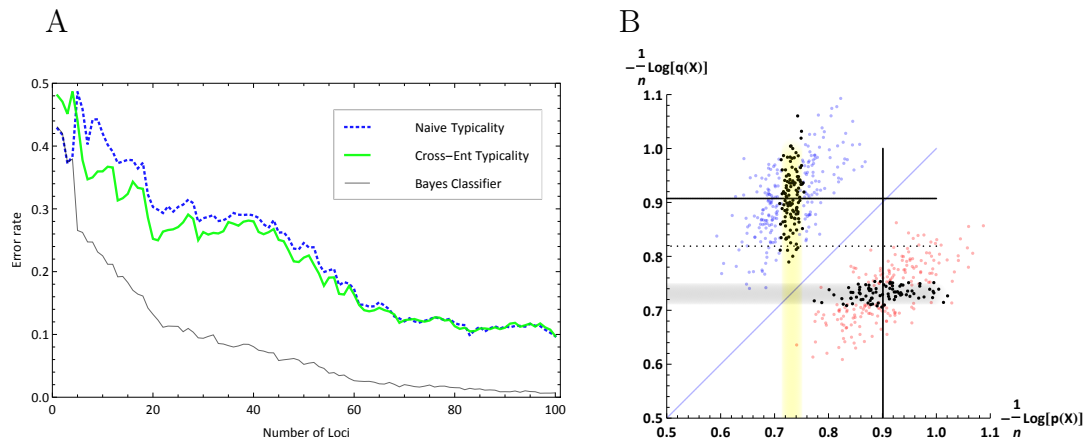 A
B
0.5
0.4
0.3
0.2
0.1
0.0
0
20
40
60
80
100
Error rate
Number of Loci
Naive Typicality
Cross-Ent Typicality
Bayes Classifier
-1/n Log[q(X)]
1.1
1.0
0.9
0.8
0.7
0.6
0.5
0.5
0.6
0.7
0.8
0.9
1.0
1.1
-1/n Log[p(X)]